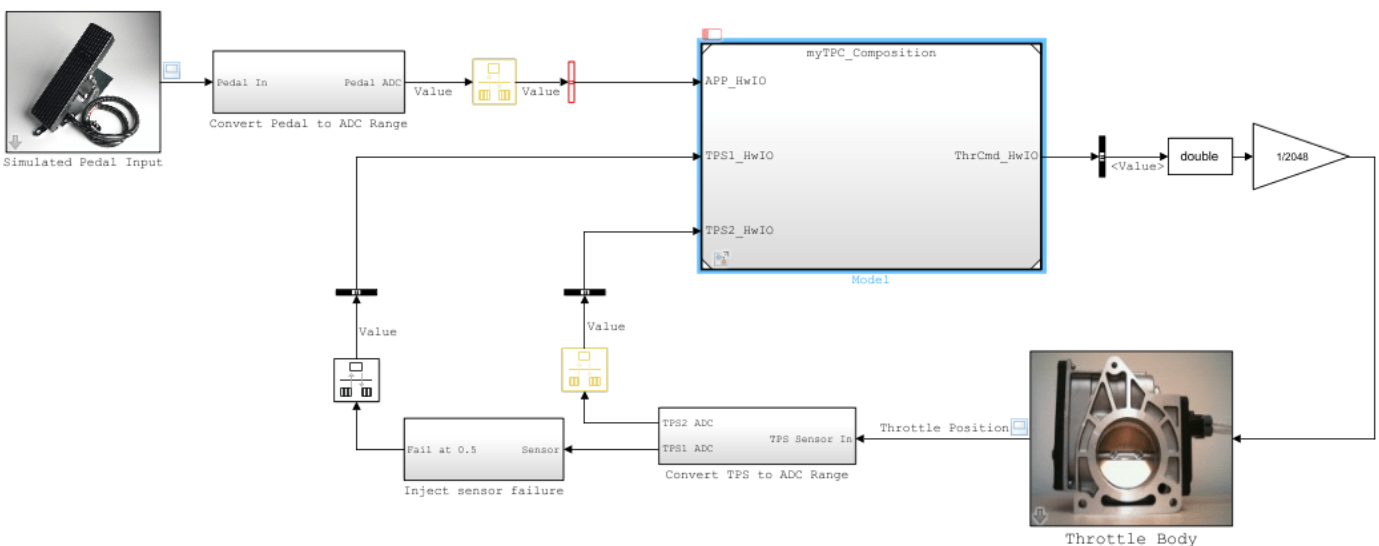 myTPC_Composition
Pedal In
Pedal ADC
Value
Value
APP_HwIO
Convert Pedal to ADC Range
Simulated Pedal Input
TPS1_HwIO
ThrCmd_HwIO
<Value>
double
1/2048
TPS2_HwIO
Model
Value
Value
TPS2 ADC
Throttle Position
TPS Sensor In
Fail at 0.5
Sensor
TPS1 ADC
Convert TPS to ADC Range
Inject sensor failure
Throttle Body